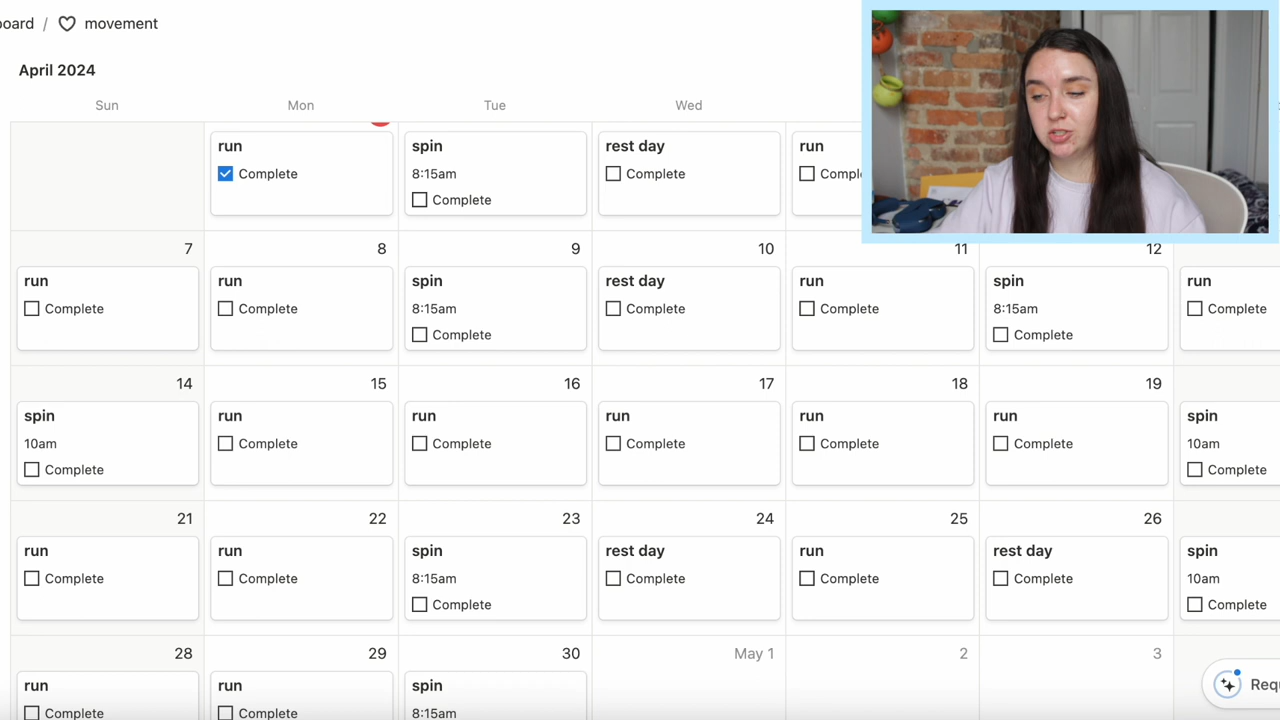 board / movement
April 2024
Sun Mon Tue Wed
run spin rest day run
Complete 8:15am Complete Compl
Complete
7 8 9 10 11 12
run run spin rest day run spin run
Complete Complete 8:15am Complete Complete 8:15am Complete
Complete Complete
14 15 16 17 18 19
spin run run run run run spin
10am Complete Complete Complete Complete Complete 10am
Complete Complete
21 22 23 24 25 26
run run spin rest day run rest day spin
Complete Complete 8:15am Complete Complete Complete 10am
Complete Complete
28 29 30 May 1 2 3
run run spin
Complete Complete 8:15am
Requ